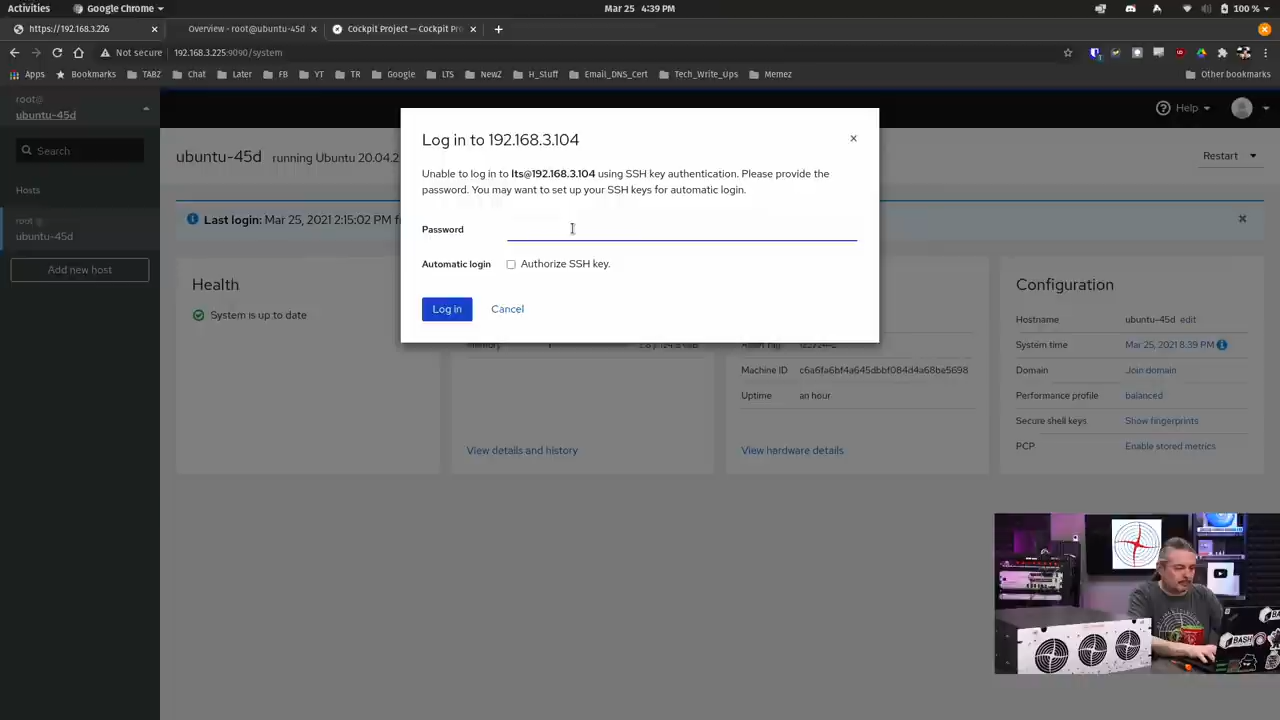 Activities
Google Chrome
Mar 25 4:39 PM
100 %
https://192.168.3.226
Overview - root@ubuntu-45d
Cockpit Project — Cockpit Pro
Not secure
192.168.3.225:9090/system
Apps
Bookmarks
TABZ
Chat
Later
FB
YT
TR
Google
LTS
NewZ
H_Stuff
Email_DNS_Cert
Tech_Write_Ups
Memez
Other bookmarks
root@
ubuntu-45d
Help
Search
ubuntu-45d running Ubuntu 20.04.2
Restart
Hosts
root @
ubuntu-45d
Add new host
Last login: Mar 25, 2021 2:15:02 PM fr
Log in to 192.168.3.104
Unable to log in to lts@192.168.3.104 using SSH key authentication. Please provide the
password. You may want to set up your SSH keys for automatic login.
Password
Automatic login
Authorize SSH key.
Log in
Cancel
Health
System is up to date
View details and history
Machine ID c6a6fa6bf4a645dbbf084d4a68be5698
Uptime an hour
View hardware details
Configuration
Hostname ubuntu-45d edit
System time Mar 25, 2021 8:39 PM
Domain Join domain
Performance profile balanced
Secure shell keys Show fingerprints
PCP Enable stored metrics
BASH
BASH